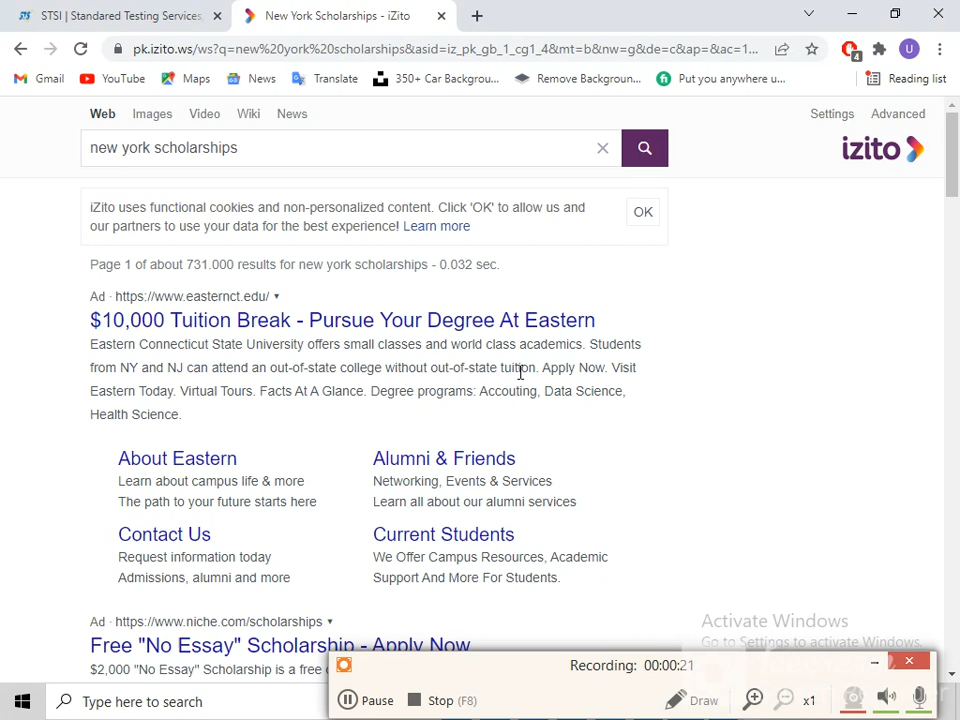 STSI | Standared Testing Services,
New York Scholarships - iZito
pk.izito.ws/ws?q=new%20york%20scholarships&asid=iz_pk_gb_1_cg1_4&mt=b&nw=g&de=c&ap=&ac=1...
4
U
Gmail
YouTube
Maps
News
Translate
350+ Car Backgrou...
Remove Backgroun...
Put you anywhere u...
Reading list
Web Images Video Wiki News
Settings Advanced
new york scholarships
izito
iZito uses functional cookies and non-personalized content. Click 'OK' to allow us and
our partners to use your data for the best experience! Learn more
OK
Page 1 of about 731.000 results for new york scholarships - 0.032 sec.
Ad · https://www.easternct.edu/
$10,000 Tuition Break - Pursue Your Degree At Eastern
Eastern Connecticut State University offers small classes and world class academics. Students
from NY and NJ can attend an out-of-state college without out-of-state tuition. Apply Now. Visit
Eastern Today. Virtual Tours. Facts At A Glance. Degree programs: Accouting, Data Science,
Health Science.
About Eastern
Learn about campus life & more
The path to your future starts here
Alumni & Friends
Networking, Events & Services
Learn all about our alumni services
Contact Us
Request information today
Admissions, alumni and more
Current Students
We Offer Campus Resources, Academic
Support And More For Students.
Ad · https://www.niche.com/scholarships
Free "No Essay" Scholarship - Apply Now
$2,000 "No Essay" Scholarship is a free
Activate Windows
Go to Settings to activate Windows.
Recording: 00:00:21
Pause
Stop (F8)
Draw
x1
Type here to search